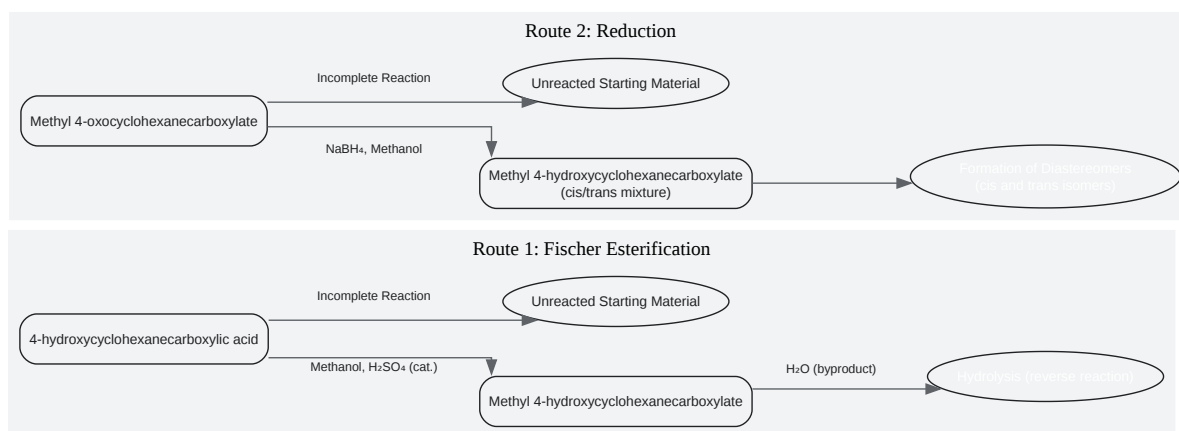 Route 2: Reduction
Incomplete Reaction
Unreacted Starting Material
Methyl 4-oxocyclohexanecarboxylate
NaBH₄, Methanol
Methyl 4-hydroxycyclohexanecarboxylate
(cis/trans mixture)
Formation of Diastereomers
(cis and trans isomers)
Route 1: Fischer Esterification
Incomplete Reaction
Unreacted Starting Material
4-hydroxycyclohexanecarboxylic acid
Methanol, H₂SO₄ (cat.)
Methyl 4-hydroxycyclohexanecarboxylate
H₂O (byproduct)
Hydrolysis (reverse reaction)